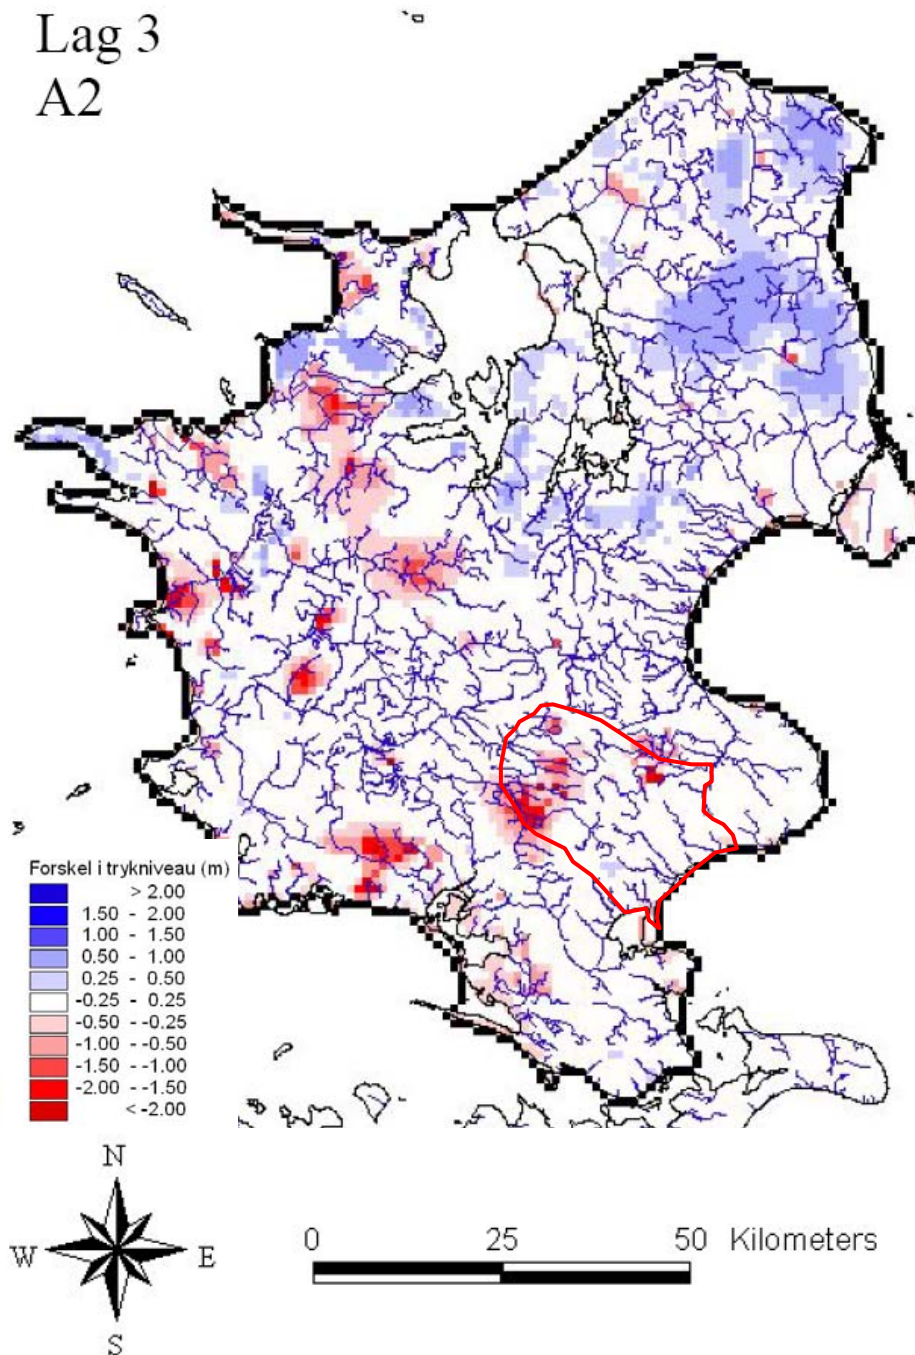 Lag 3
A2
Forskel i trykniveau (m)
> 2.00
1.50 - 2.00
1.00 - 1.50
0.50 - 1.00
0.25 - 0.50
-0.25 - 0.25
-0.50 - -0.25
-1.00 - -0.50
-1.50 - -1.00
-2.00 - -1.50
< -2.00
N
W E
S
0 25 50 Kilometers